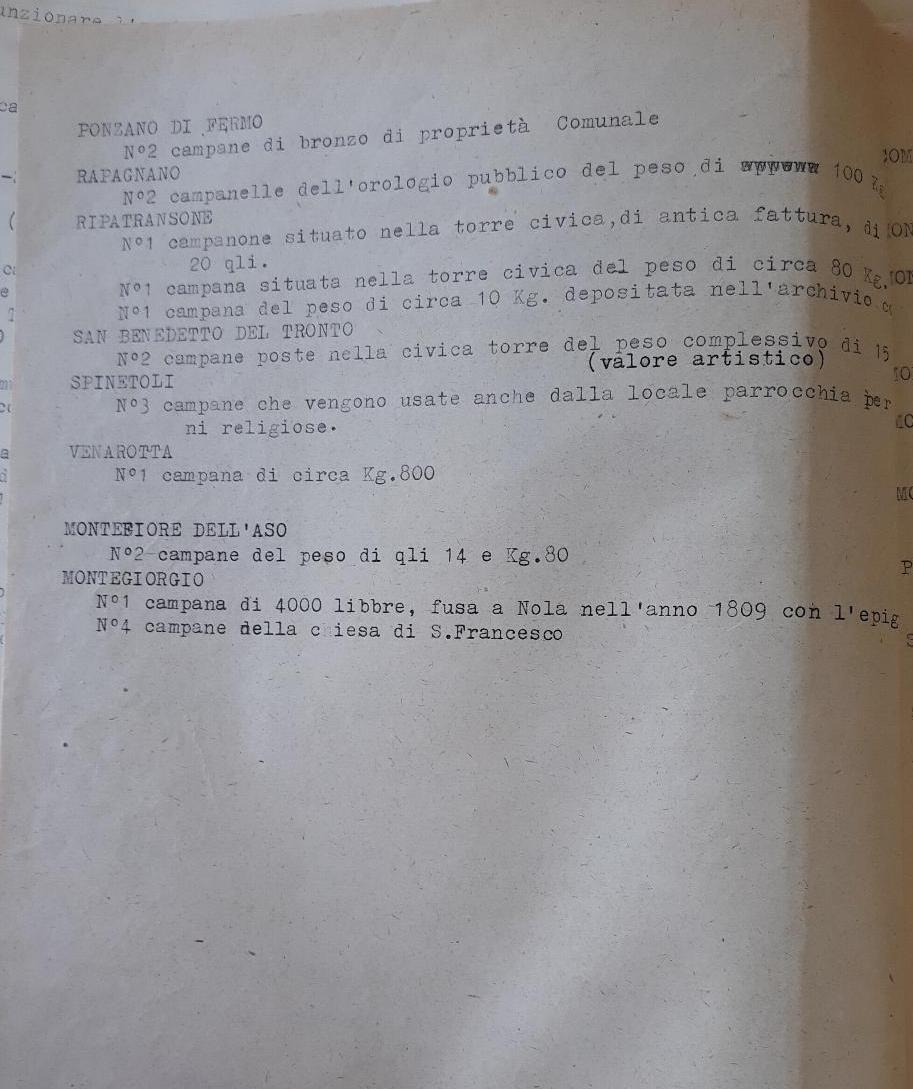 unzionare
PONZANO DI FERMO
N°2 campane di bronzo di proprietà Comunale
RAPAGNANO
N°2 campanelle dell'orologio pubblico del peso di 100 Kg
RIPATRANSONE
N°1 campanone situato nella torre civica,di antica fattura, di
20 qli.
N°1 campana situata nella torre civica del peso di circa 80 Kg.
N°1 campana del peso di circa 10 Kg. depositata nell'archivio
SAN BENEDETTO DEL TRONTO
N°2 campane poste nella civica torre del peso complessivo di 15
(valore artistico)
SPINETOLI
N°3 campane che vengono usate anche dalla locale parrocchia per
ni religiose.
VENAROTTA
N°1 campana di circa Kg.800
MONTEFIORE DELL'ASO
N°2 campane del peso di qli 14 e Kg.80
MONTEGIORGIO
N°1 campana di 4000 libbre, fusa a Nola nell'anno 1809 con l'epig
N°4 campane della c iesa di S.Francesco